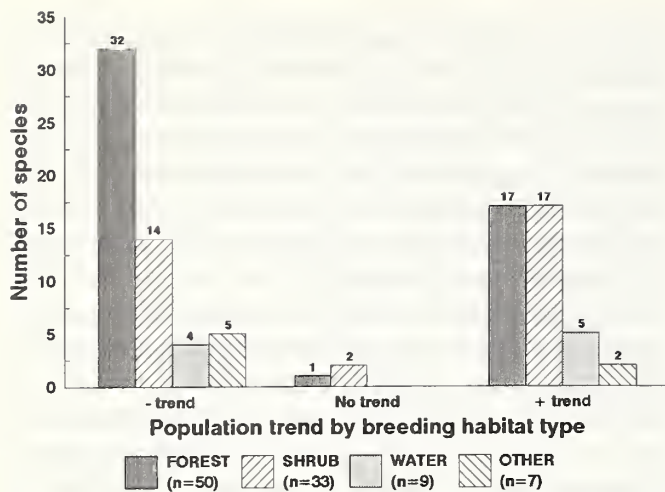 35
30
25
20
15
10
5
0
Number of species
32
14
4
5
1
2
17
17
5
2
- trend
No trend
+ trend
Population trend by breeding habitat type
FOREST
(n=50)
SHRUB
(n=33)
WATER
(n=9)
OTHER
(n=7)